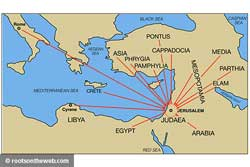 BLACK SEA
Rome
PONTUS
AEGEAN
SEA
ASIA
CAPPADOCIA
MEDIA
PHRYGIA
PAMPHYLIA
MESOPOTAMIA
PARTHIA
MEDITERRANEAN SEA
CRETE
ELAM
Cyrene
JERUSALEM
LIBYA
JUDAEA
EGYPT
ARABIA
RED SEA
© rootsontheweb.com